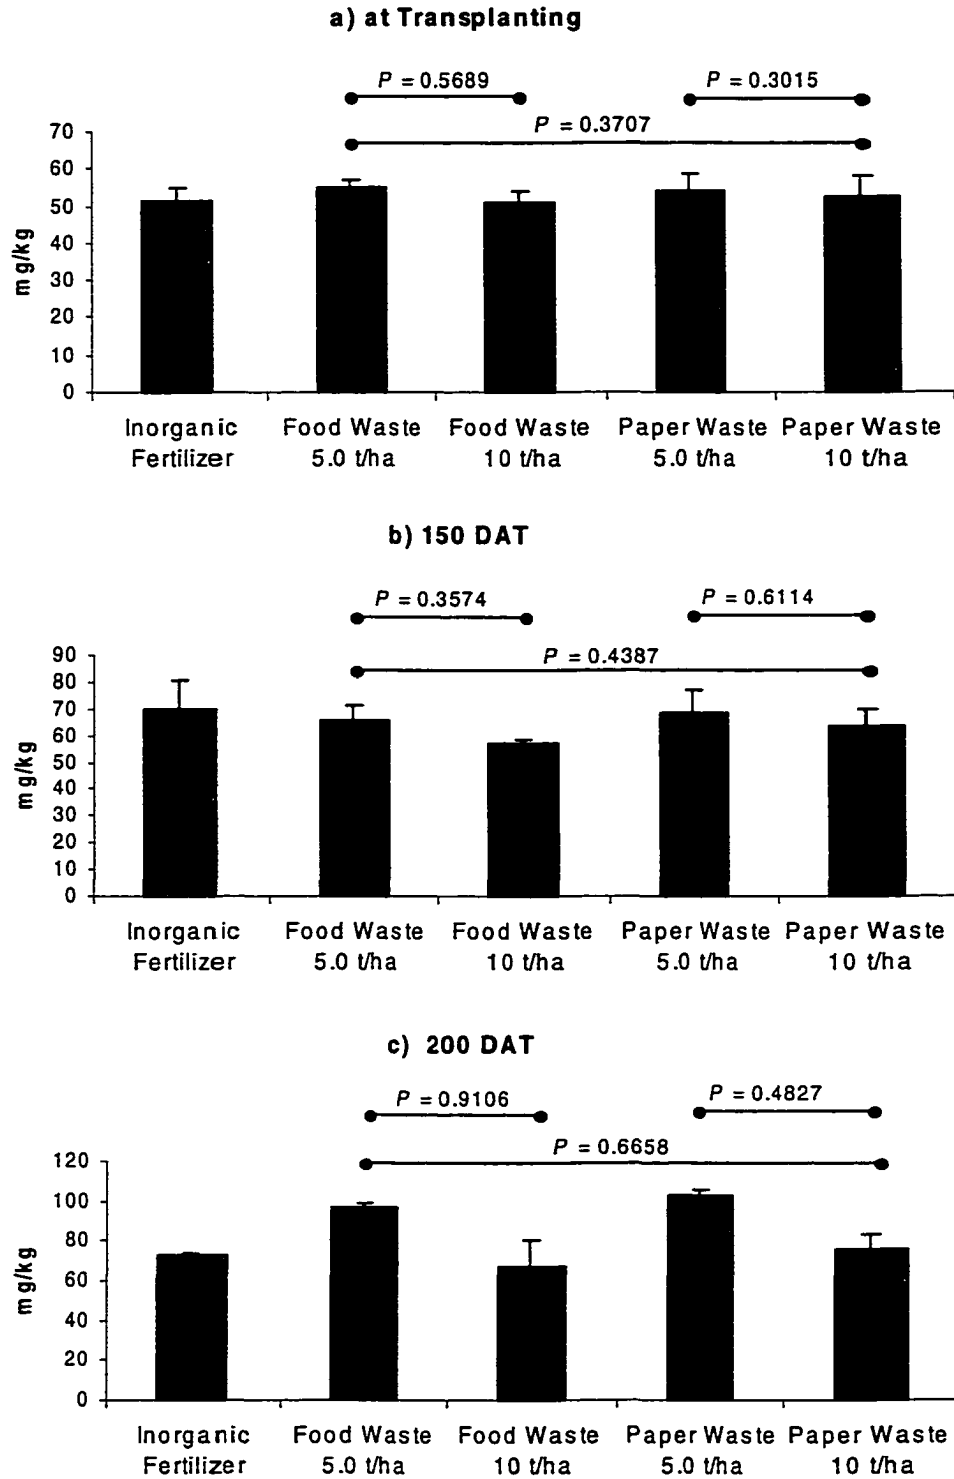 a) at Transplanting
P = 0.5689
P = 0.3015
P = 0.3707
70
60
50
40
30
20
10
0
mg/kg
Inorganic Fertilizer
Food Waste 5.0 t/ha
Food Waste 10 t/ha
Paper Waste 5.0 t/ha
Paper Waste 10 t/ha
b) 150 DAT
P = 0.3574
P = 0.6114
P = 0.4387
90
80
70
60
50
40
30
20
10
0
mg/kg
Inorganic Fertilizer
Food Waste 5.0 t/ha
Food Waste 10 t/ha
Paper Waste 5.0 t/ha
Paper Waste 10 t/ha
c) 200 DAT
P = 0.9106
P = 0.4827
P = 0.6658
120
100
80
60
40
20
0
mg/kg
Inorganic Fertilizer
Food Waste 5.0 t/ha
Food Waste 10 t/ha
Paper Waste 5.0 t/ha
Paper Waste 10 t/ha